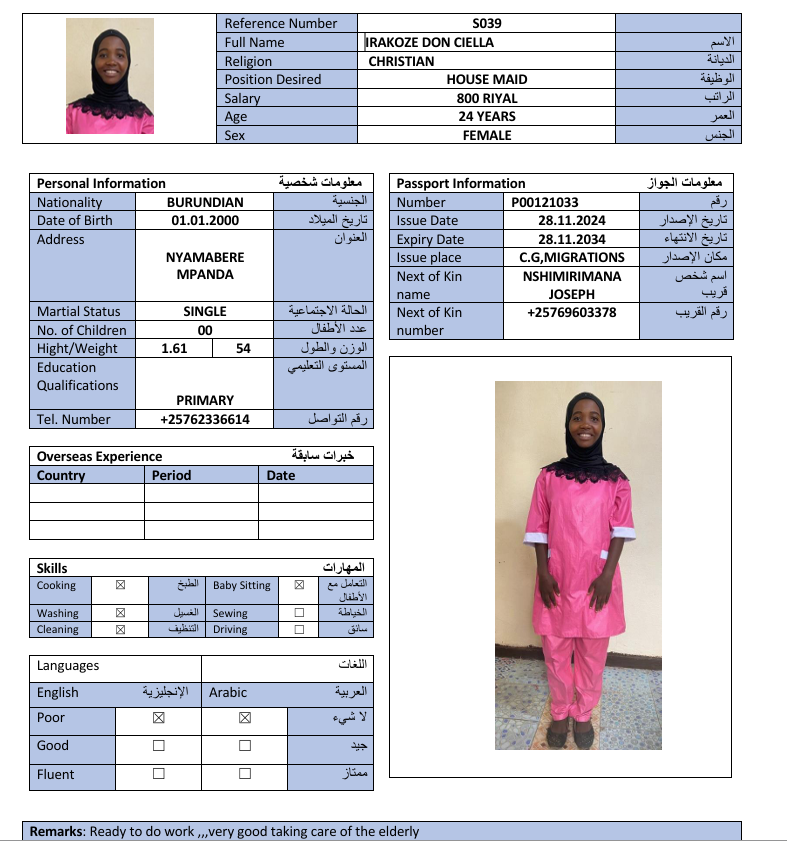 Reference Number S039
Full Name IRAKOZE DON CIELLA الاسم
Religion CHRISTIAN الديانة
Position Desired HOUSE MAID الوظيفة
Salary 800 RIYAL الراتب
Age 24 YEARS العمر
Sex FEMALE الجنس
Personal Information معلومات شخصية
Nationality BURUNDIAN الجنسية
Date of Birth 01.01.2000 تاريخ الميلاد
Address العنوان
NYAMABERE
MPANDA
Martial Status SINGLE الحالة الاجتماعية
No. of Children 00 عدد الأطفال
Hight/Weight 1.61 54 الوزن والطول
Education المستوى التعليمي
Qualifications
PRIMARY
Tel. Number +25762336614 رقم التواصل
Passport Information معلومات الجواز
Number P00121033 رقم
Issue Date 28.11.2024 تاريخ الإصدار
Expiry Date 28.11.2034 تاريخ الانتهاء
Issue place C.G,MIGRATIONS مكان الإصدار
Next of Kin NSHIMIRIMANA اسم شخص
name JOSEPH قريب
Next of Kin +25769603378 رقم القريب
number
Overseas Experience خبرات سابقة
Country Period Date
Skills المهارات
Cooking ☒ الطبخ Baby Sitting ☒ التعامل مع
الأطفال
Washing ☒ الغسيل Sewing ☐ الخياطة
Cleaning ☒ التنظيف Driving ☐ سائق
Languages اللغات
English الإنجليزية Arabic العربية
Poor ☒ ☒ لا شيء
Good ☐ ☐ جيد
Fluent ☐ ☐ ممتاز
Remarks: Ready to do work ,,,very good taking care of the elderly